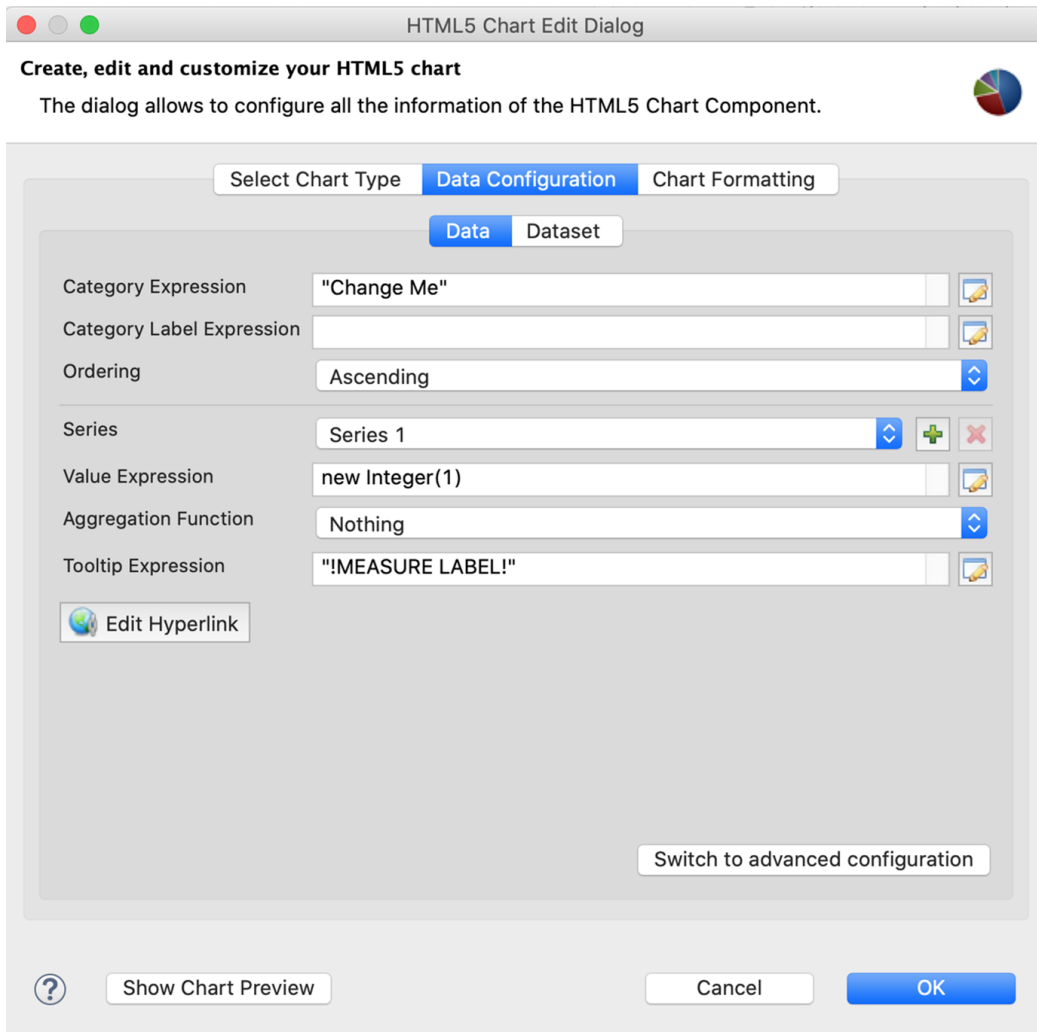 HTML5 Chart Edit Dialog
Create, edit and customize your HTML5 chart
The dialog allows to configure all the information of the HTML5 Chart Component.
Select Chart Type Data Configuration Chart Formatting
Data Dataset
Category Expression "Change Me"
Category Label Expression
Ordering Ascending
Series Series 1
Value Expression new Integer(1)
Aggregation Function Nothing
Tooltip Expression "!MEASURE LABEL!"
Edit Hyperlink
Switch to advanced configuration
? Show Chart Preview Cancel OK